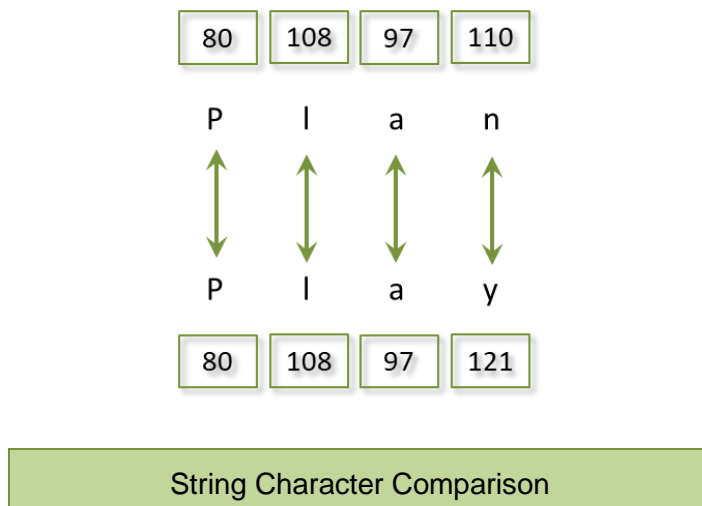 80 108 97 110
P l a n
P l a y
80 108 97 121
String Character Comparison